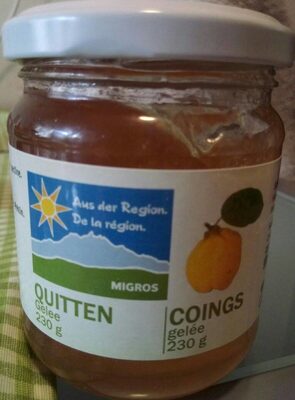 Aus der Region.
De la région.
MIGROS
QUITTEN
Gelee
230 g
COINGS
gelée
230 g